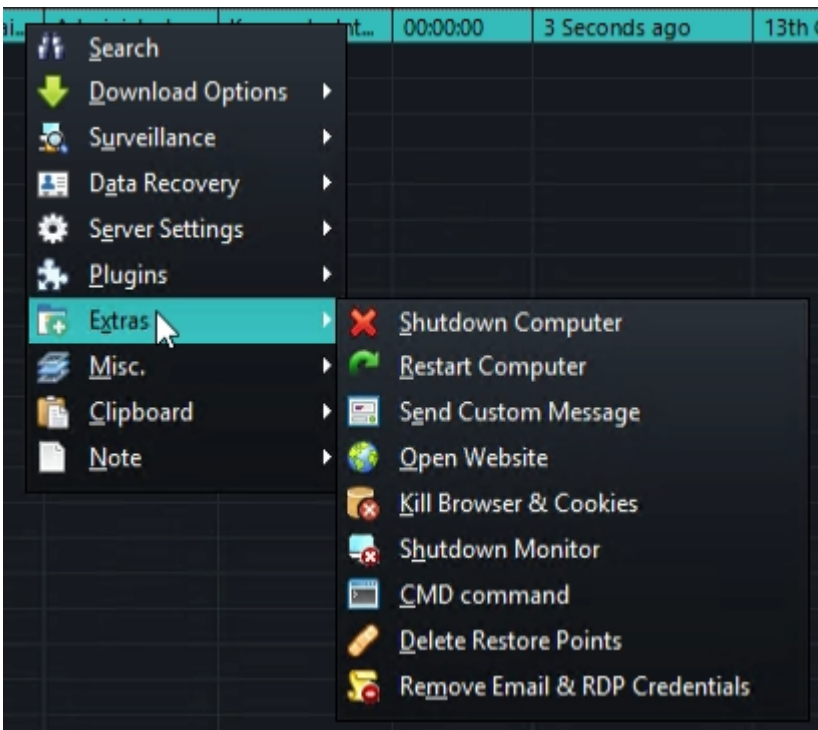 00:00:00 3 Seconds ago 13th
Search
Download Options
Surveillance
Data Recovery
Server Settings
Plugins
Extras
Misc.
Clipboard
Note
Shutdown Computer
Restart Computer
Send Custom Message
Open Website
Kill Browser & Cookies
Shutdown Monitor
CMD command
Delete Restore Points
Remove Email & RDP Credentials